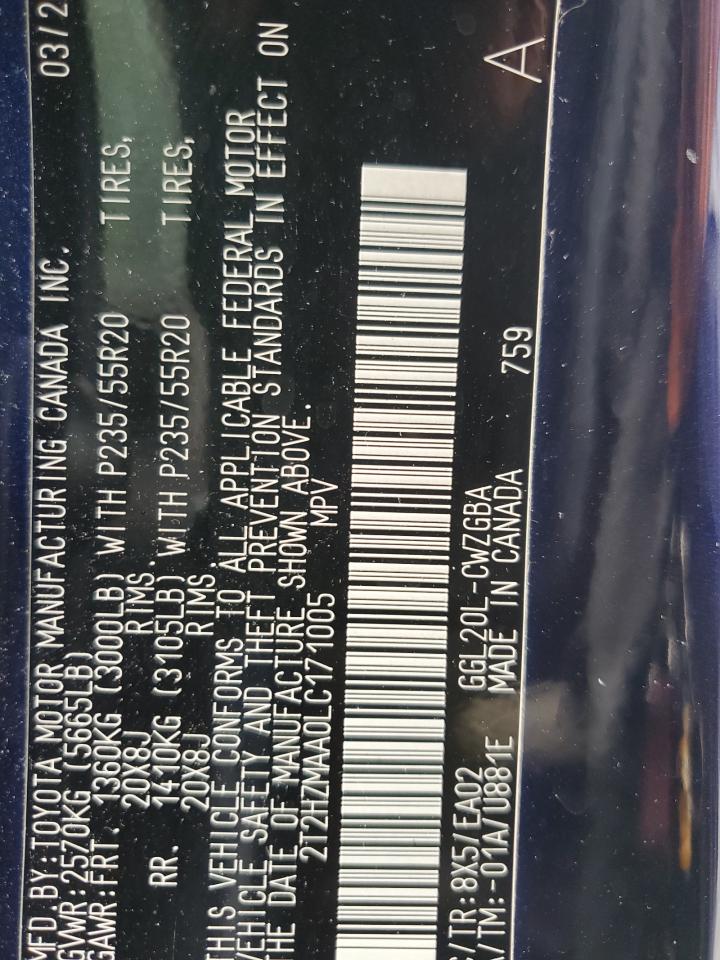 MFD.BY:TOYOTA MOTOR MANUFACTURING CANADA INC. 03/2
GVWR:2570KG (5665LB)
GAWR:FRT. 1360KG (3000LB) WITH P235/55R20 TIRES,
20X8J RIMS.
RR. 1410KG (3105LB) WITH P235/55R20 TIRES,
20X8J RIMS
THIS VEHICLE CONFORMS TO ALL APPLICABLE FEDERAL MOTOR
VEHICLE SAFETY AND THEFT PREVENTION STANDARDS IN EFFECT ON
THE DATE OF MANUFACTURE SHOWN ABOVE.
2T2HZMAA0LC171005 MPV
C/TR:8X5/EA02 GGL20L-CWZGBA
A/TM:-01A/U881E MADE IN CANADA 759 A